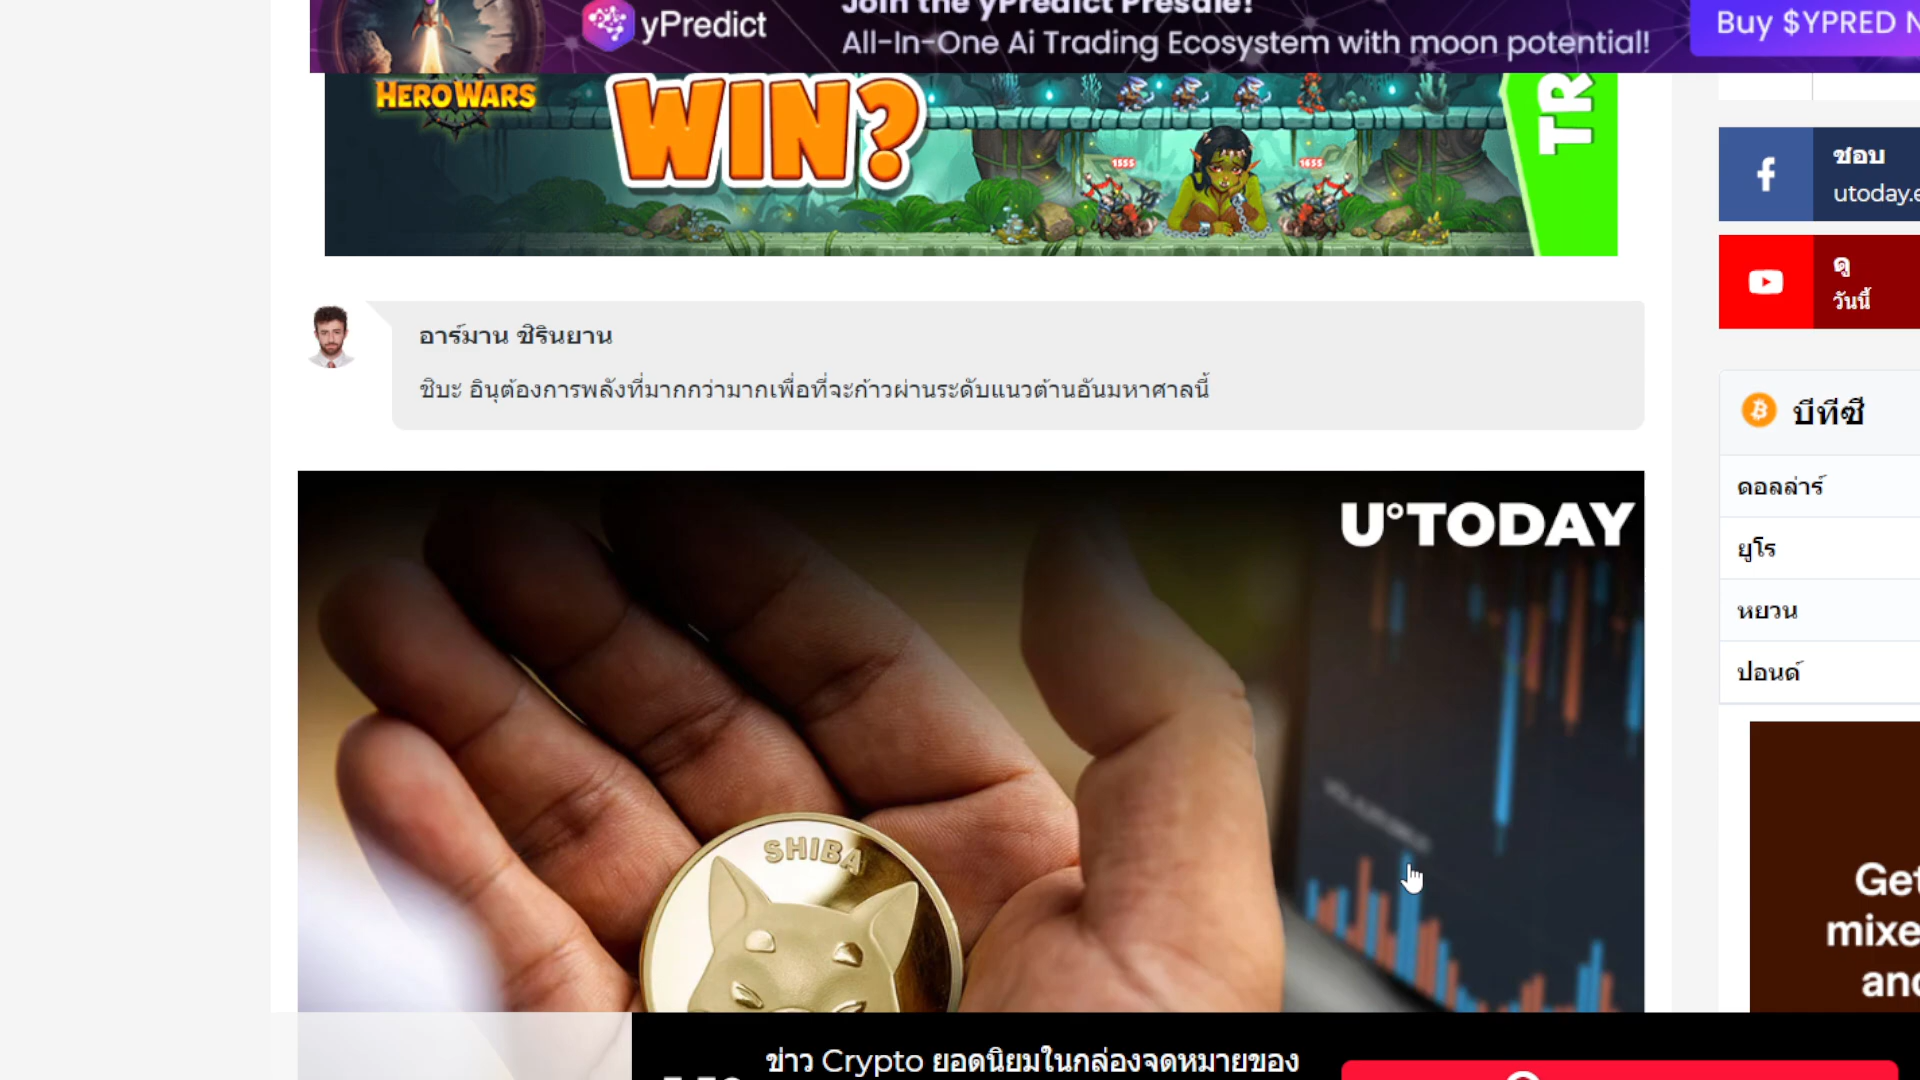 Join the yPredict Presale!
yPredict
All-In-One Ai Trading Ecosystem with moon potential!
Buy $YPRED
HERO WARS
WIN?
ชอบ
ดู
วันนี้
อาร์มาน ชิรินยาน
ชิบะ อินุต้องการพลังที่มากกว่ามากเพื่อที่จะก้าวผ่านระดับแนวต้านอันมหาศาลนี้
บีทีซี
ดอลล่าร์
ยูโร
หยวน
ปอนด์
U°TODAY
SHIBA
ข่าว Crypto ยอดนิยมในกล่องจดหมายของ